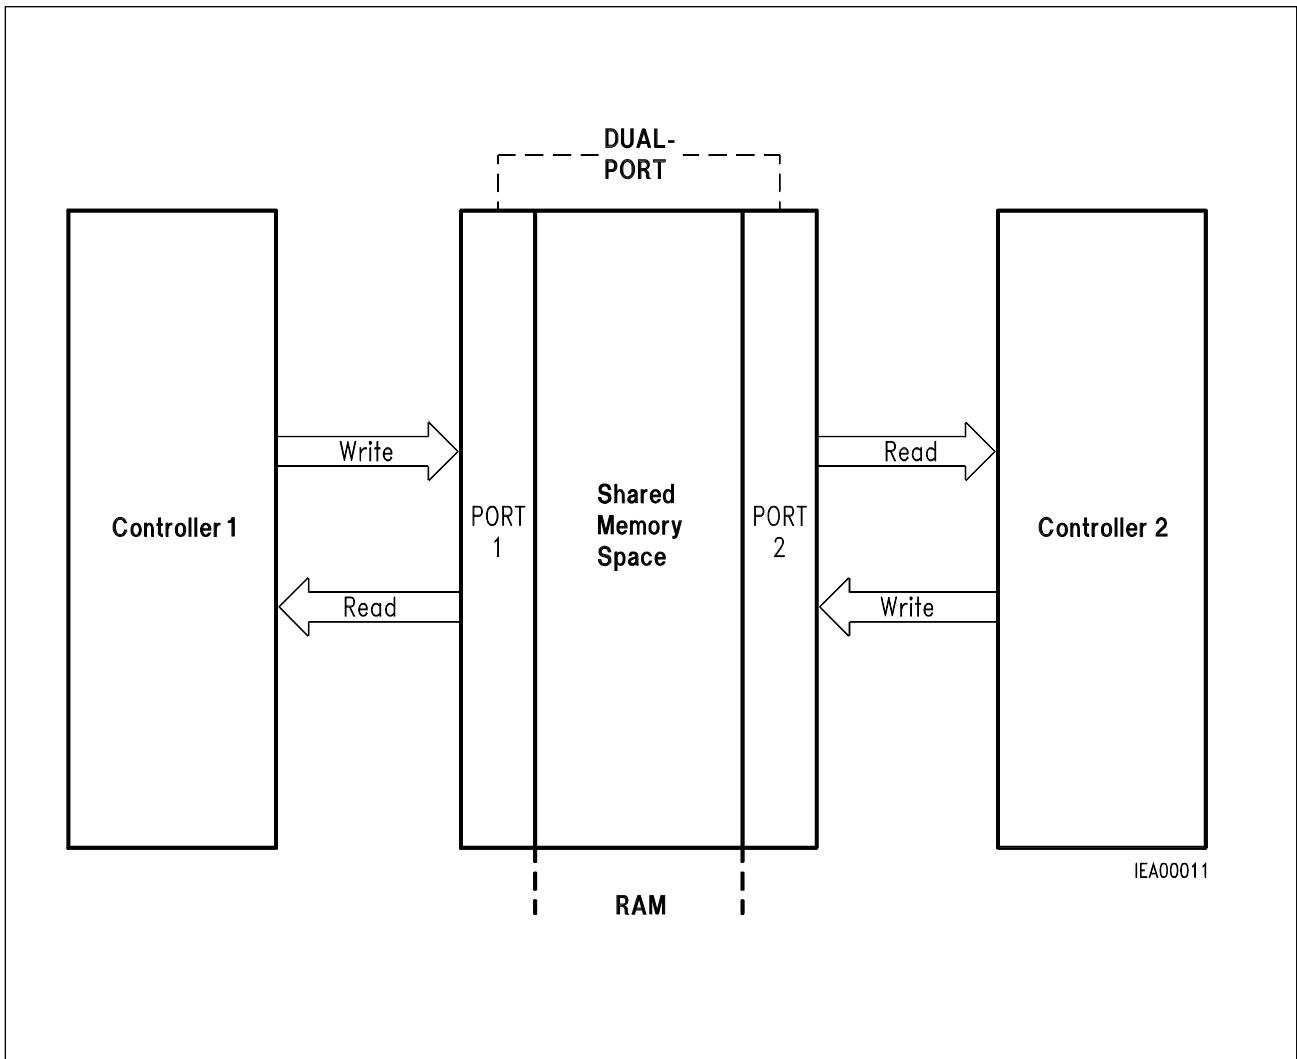 DUAL-
PORT
Write
Read
Controller 1
PORT
1
Shared
Memory
Space
PORT
2
Controller 2
Read
Write
IEA00011
RAM